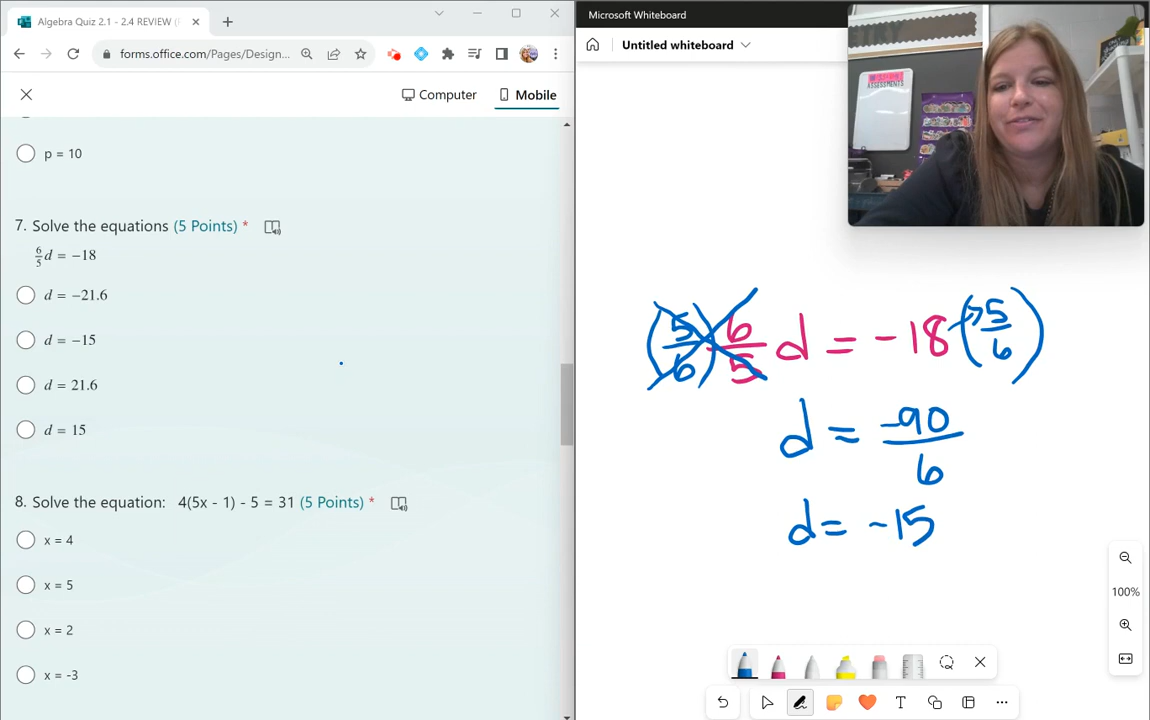 Algebra Quiz 2.1 - 2.4 REVIEW (
forms.office.com/Pages/Design...
Computer
Mobile
p = 10
7. Solve the equations (5 Points) *
6/5 d = −18
d = −21.6
d = −15
d = 21.6
d = 15
8. Solve the equation: 4(5x - 1) - 5 = 31 (5 Points) *
x = 4
x = 5
x = 2
x = -3
Microsoft Whiteboard
Untitled whiteboard
ASSESSMENTS
(5/6) 6/5 d = -18 (5/6)
d = -90/6
d = -15
100%
T